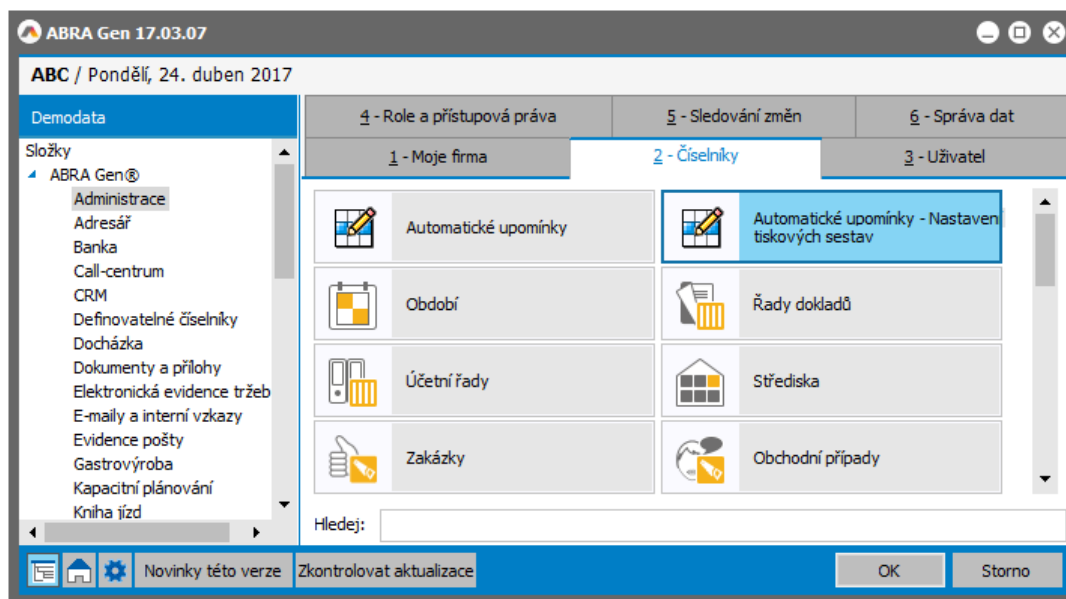 ABRA Gen 17.03.07
ABC / Pondělí, 24. duben 2017
Demodata
Složky
ABRA Gen®
Administrace
Adresář
Banka
Call-centrum
CRM
Definovatelné číselníky
Docházka
Dokumenty a přílohy
Elektronická evidence tržeb
E-maily a interní vzkazy
Evidence pošty
Gastrovýroba
Kapacitní plánování
Kniha jízd
4 - Role a přístupová práva
5 - Sledování změn
6 - Správa dat
1 - Moje firma
2 - Číselníky
3 - Uživatel
Automatické upomínky
Automatické upomínky - Nastaven
tiskových sestav
Období
Řady dokladů
Účetní řady
Střediska
Zakázky
Obchodní případy
Hledej:
Novinky této verze
Zkontrolovat aktualizace
OK
Storno